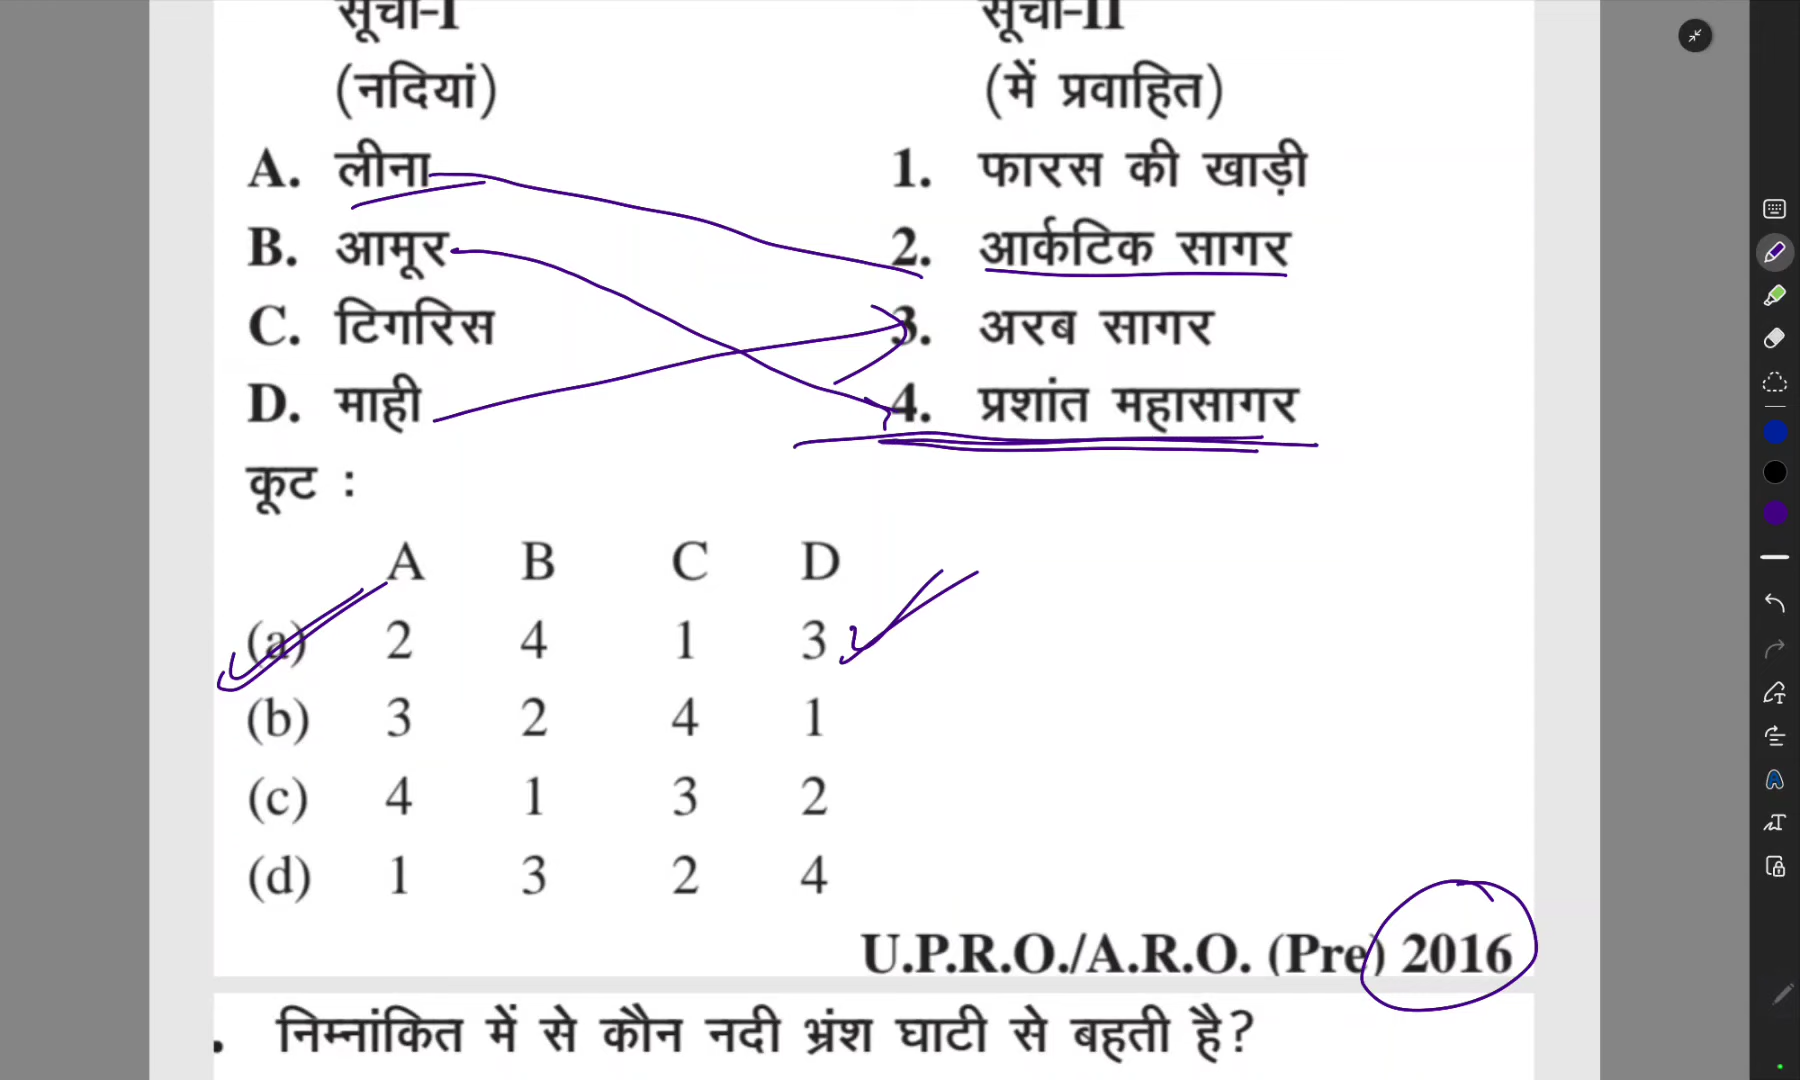 सूची-I सूची-II
(नदियां) (में प्रवाहित)
A. लीना 1. फारस की खाड़ी
B. आमूर 2. आर्कटिक सागर
C. टिगरिस 3. अरब सागर
D. माही 4. प्रशांत महासागर
कूट :
A B C D
(a) 2 4 1 3
(b) 3 2 4 1
(c) 4 1 3 2
(d) 1 3 2 4
U.P.R.O./A.R.O. (Pre) 2016
. निम्नांकित में से कौन नदी भ्रंश घाटी से बहती है?